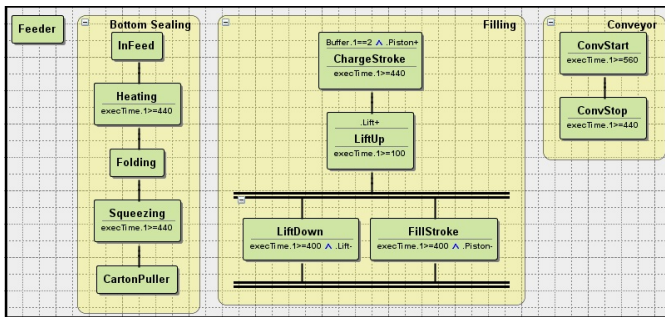 Feeder
Bottom Sealing
InFeed
Heating
execTime.1>=440
Folding
Squeezing
execTime.1>=440
CartonPuller
Filling
Buffer.1==2 ∧ .Piston+
ChargeStroke
execTime.1>=440
.Lift+
LiftUp
execTime.1>=100
LiftDown
execTime.1>=400 ∧ .Lift-
FillStroke
execTime.1>=400 ∧ .Piston-
Conveyor
ConvStart
execTime.1>=560
ConvStop
execTime.1>=440